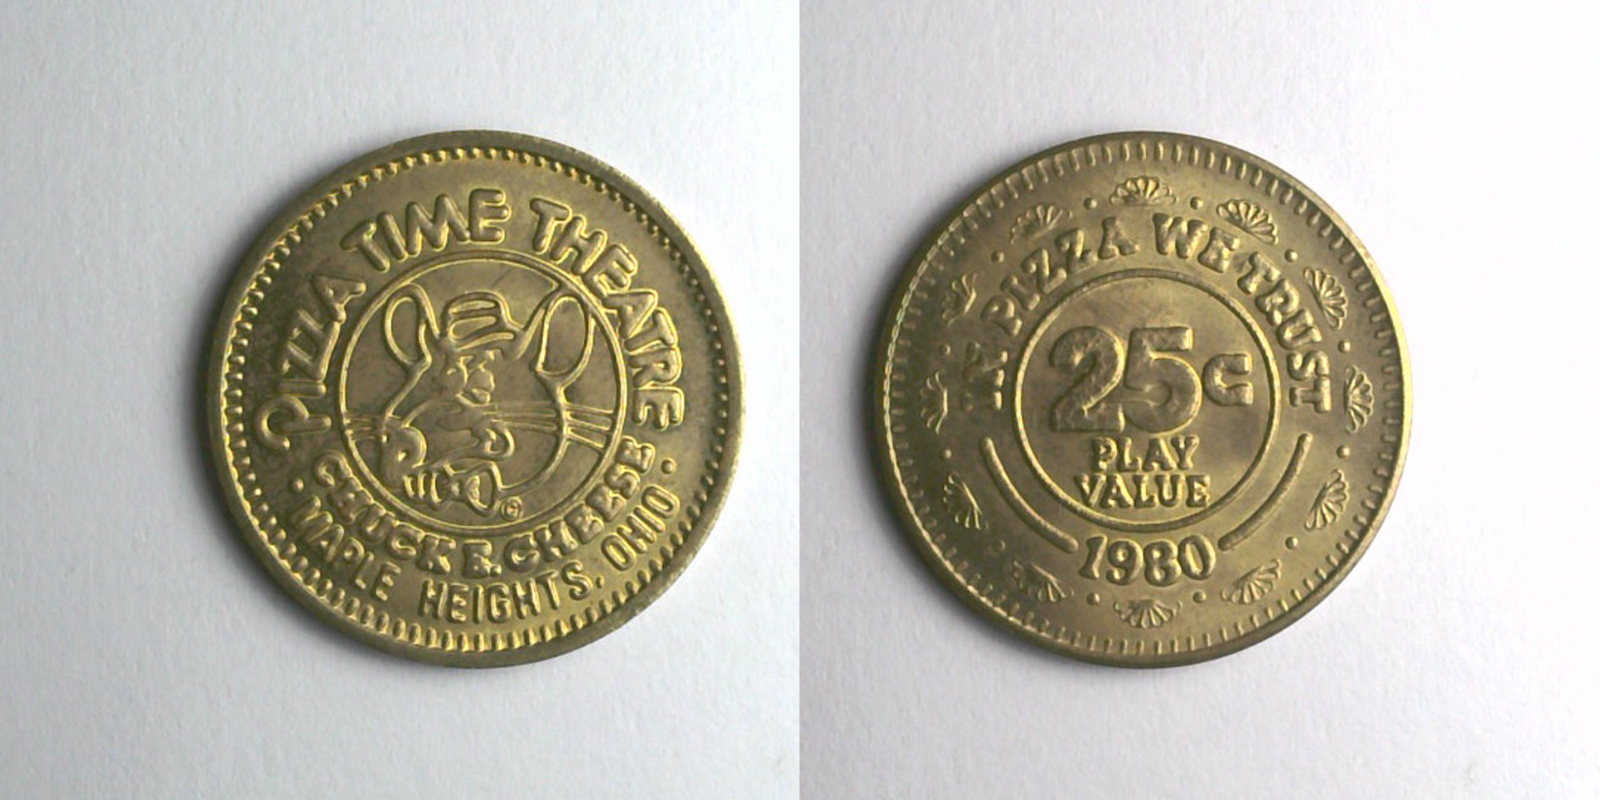 PIZZA TIME THEATRE
CHUCK E. CHEESE
· MAPLE HEIGHTS, OHIO ·
©
IN PIZZA WE TRUST
25¢
PLAY
VALUE
1980